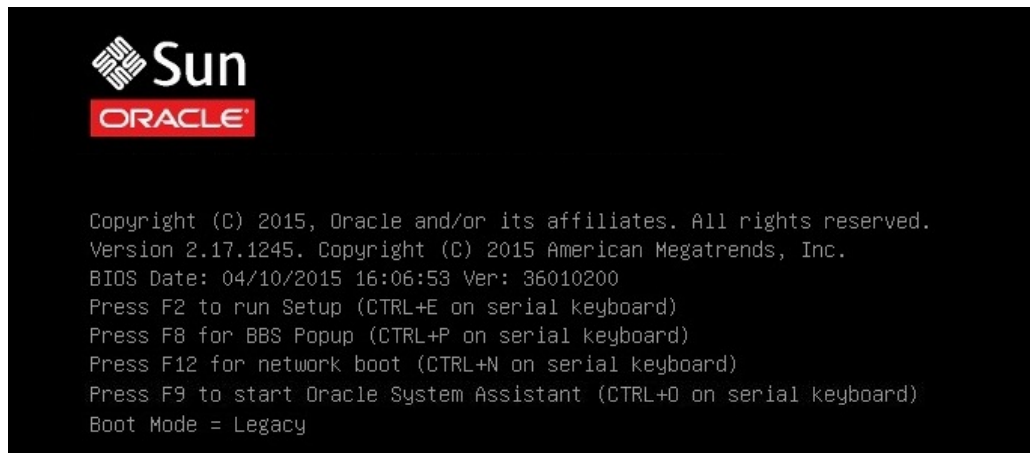 Sun
ORACLE
Copyright (C) 2015, Oracle and/or its affiliates. All rights reserved.
Version 2.17.1245. Copyright (C) 2015 American Megatrends, Inc.
BIOS Date: 04/10/2015 16:06:53 Ver: 36010200
Press F2 to run Setup (CTRL+E on serial keyboard)
Press F8 for BBS Popup (CTRL+P on serial keyboard)
Press F12 for network boot (CTRL+N on serial keyboard)
Press F9 to start Oracle System Assistant (CTRL+O on serial keyboard)
Boot Mode = Legacy